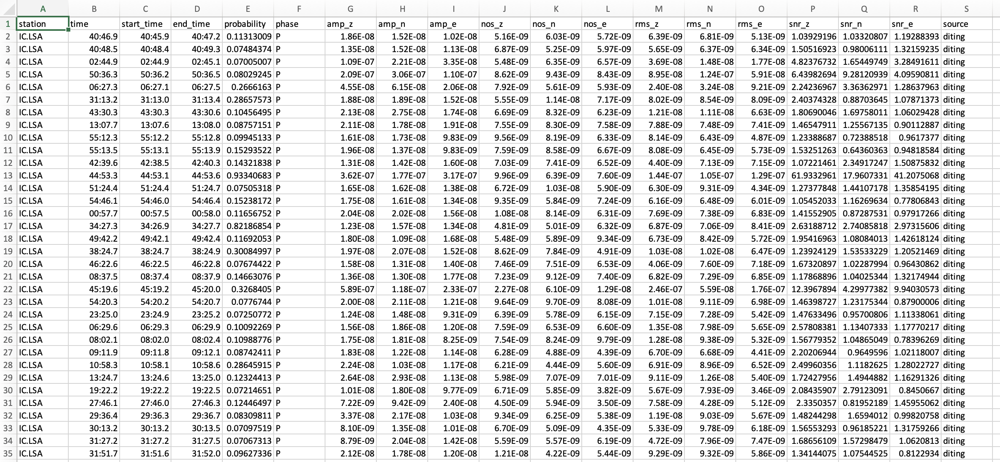 A B C D E F G H I J K L M N O P Q R S
1 station time start_time end_time probability phase amp_z amp_n amp_e nos_z nos_n nos_e rms_z rms_n rms_e snr_z snr_n snr_e source
2 IC.LSA 40:46.9 40:45.9 40:47.2 0.11313009 P 1.86E-08 1.52E-08 1.02E-08 5.16E-09 6.03E-09 5.72E-09 6.39E-09 6.81E-09 5.13E-09 1.03929196 1.03320807 1.19288393 diting
3 IC.LSA 40:48.5 40:48.4 40:49.3 0.07484374 P 1.35E-08 1.52E-08 1.13E-08 6.87E-09 5.25E-09 5.97E-09 5.65E-09 6.37E-09 6.34E-09 1.50516923 0.98006111 1.32159235 diting
4 IC.LSA 02:44.9 02:44.9 02:45.1 0.07005007 P 1.09E-07 2.21E-08 3.35E-08 5.48E-09 6.35E-09 6.57E-09 3.69E-08 1.48E-08 1.77E-08 4.82376732 1.65449749 3.28491611 diting
5 IC.LSA 50:36.3 50:36.2 50:36.5 0.08029245 P 2.09E-07 3.06E-07 1.10E-07 8.62E-09 9.43E-09 8.43E-09 8.95E-08 1.24E-07 5.91E-08 6.43982694 9.28120939 4.09590811 diting
6 IC.LSA 06:27.3 06:27.1 06:27.5 0.2666163 P 4.55E-08 6.15E-08 2.06E-08 7.92E-09 5.61E-09 5.93E-09 2.40E-08 3.24E-08 9.21E-09 2.24236967 3.36362971 1.28637963 diting
7 IC.LSA 31:13.2 31:13.0 31:13.4 0.28657573 P 1.88E-08 1.89E-08 1.52E-08 5.55E-09 1.14E-08 7.17E-09 8.02E-09 8.54E-09 8.09E-09 2.40374328 0.88703645 1.07871373 diting
8 IC.LSA 43:30.3 43:30.3 43:30.6 0.10456495 P 2.13E-08 2.75E-08 1.74E-08 6.69E-09 8.32E-09 6.23E-09 1.21E-08 1.11E-08 6.63E-09 1.80690046 1.69758011 1.06029428 diting
9 IC.LSA 13:07.7 13:07.6 13:08.0 0.08757151 P 2.11E-08 1.78E-08 1.91E-08 7.55E-09 8.30E-09 7.58E-09 7.88E-09 7.48E-09 7.41E-09 1.46547911 1.25567135 0.90112887 diting
10 IC.LSA 55:12.3 55:12.2 55:12.8 0.09945133 P 1.61E-08 1.73E-08 9.83E-09 9.56E-09 8.19E-09 6.33E-09 8.14E-09 6.43E-09 4.87E-09 1.23388687 0.72388518 0.9617377 diting
11 IC.LSA 55:13.5 55:13.1 55:13.9 0.15293522 P 1.96E-08 1.37E-08 9.83E-09 7.59E-09 8.58E-09 6.67E-09 8.08E-09 6.45E-09 5.73E-09 1.53251263 0.64360363 0.94818584 diting
12 IC.LSA 42:39.6 42:38.5 42:40.3 0.14321838 P 1.31E-08 1.42E-08 1.60E-08 7.03E-09 7.41E-09 6.52E-09 4.40E-09 7.13E-09 7.15E-09 1.07221461 2.34917247 1.50875832 diting
13 IC.LSA 44:53.3 44:53.1 44:53.6 0.93340683 P 3.62E-07 1.77E-07 3.17E-07 9.96E-09 6.39E-09 7.60E-09 1.44E-07 1.05E-07 1.29E-07 61.9332961 17.9607331 41.2075068 diting
14 IC.LSA 51:24.4 51:24.4 51:24.7 0.07505318 P 1.65E-08 1.62E-08 1.38E-08 6.72E-09 1.03E-08 5.90E-09 6.30E-09 9.31E-09 4.34E-09 1.27377848 1.44107178 1.35854195 diting
15 IC.LSA 54:46.1 54:46.0 54:46.4 0.15238172 P 1.75E-08 1.61E-08 1.34E-08 9.35E-09 5.84E-09 7.24E-09 6.16E-09 6.48E-09 6.01E-09 1.05452033 1.16269634 0.77806843 diting
16 IC.LSA 00:57.7 00:57.5 00:58.0 0.11656752 P 2.04E-08 2.02E-08 1.56E-08 1.08E-08 8.14E-09 6.31E-09 7.69E-09 7.38E-09 6.83E-09 1.41552905 0.87287531 0.97917266 diting
17 IC.LSA 34:27.3 34:26.9 34:27.7 0.82186854 P 1.23E-08 1.57E-08 1.34E-08 4.81E-09 5.01E-09 6.32E-09 6.87E-09 7.06E-09 8.41E-09 2.63188712 2.74085818 2.97315606 diting
18 IC.LSA 49:42.2 49:42.1 49:42.4 0.11692053 P 1.80E-08 1.09E-08 1.68E-08 5.48E-09 5.89E-09 9.34E-09 6.73E-09 8.42E-09 5.72E-09 1.95416963 1.08084013 1.42618124 diting
19 IC.LSA 38:24.7 38:24.7 38:24.9 0.30084997 P 1.97E-08 2.07E-08 1.52E-08 8.62E-09 7.84E-09 4.91E-09 1.03E-08 1.02E-08 6.47E-09 1.23924129 1.53533229 1.20521469 diting
20 IC.LSA 46:22.6 46:22.5 46:22.8 0.07674422 P 1.58E-08 1.31E-08 1.40E-08 7.46E-09 7.51E-09 6.53E-09 4.06E-09 7.60E-09 7.18E-09 1.67320897 1.02287994 0.96430862 diting
21 IC.LSA 08:37.5 08:37.4 08:37.9 0.14663076 P 1.36E-08 1.30E-08 1.77E-08 7.23E-09 9.12E-09 7.40E-09 6.82E-09 7.29E-09 6.85E-09 1.17868896 1.04025344 1.32174944 diting
22 IC.LSA 45:19.6 45:19.2 45:20.0 0.3268405 P 5.89E-07 1.18E-07 2.33E-07 2.27E-08 6.10E-09 1.29E-08 2.46E-07 5.59E-08 1.76E-07 12.3967894 4.29977382 9.94030573 diting
23 IC.LSA 54:20.3 54:20.2 54:20.7 0.0776744 P 2.00E-08 2.11E-08 1.21E-08 9.64E-09 9.70E-09 8.08E-09 1.01E-08 9.11E-09 6.98E-09 1.46398727 1.23175344 0.87900006 diting
24 IC.LSA 23:25.0 23:24.9 23:25.2 0.07250772 P 1.24E-08 1.48E-08 9.31E-09 6.39E-09 5.78E-09 6.15E-09 7.15E-09 7.28E-09 5.42E-09 1.47633496 0.95700806 1.11338061 diting
25 IC.LSA 06:29.6 06:29.3 06:29.9 0.10092269 P 1.56E-08 1.86E-08 1.20E-08 7.59E-09 6.53E-09 6.60E-09 1.35E-08 7.98E-09 5.65E-09 2.57808381 1.13407333 1.17770217 diting
26 IC.LSA 08:02.1 08:02.0 08:02.4 0.10988776 P 1.75E-08 1.81E-08 8.25E-09 7.54E-09 8.24E-09 9.79E-09 1.28E-08 9.38E-09 5.32E-09 1.56779352 1.04865049 0.78396269 diting
27 IC.LSA 09:11.9 09:11.8 09:12.1 0.08742411 P 1.83E-08 1.22E-08 1.14E-08 6.28E-09 4.88E-09 4.39E-09 6.70E-09 6.68E-09 4.41E-09 2.20206944 0.9649596 1.02118007 diting
28 IC.LSA 10:58.3 10:58.1 10:58.6 0.28645915 P 2.24E-08 1.03E-08 1.17E-08 6.21E-09 4.44E-09 5.60E-09 6.91E-09 8.96E-09 6.52E-09 2.49960356 1.1182625 1.28022727 diting
29 IC.LSA 13:24.7 13:24.6 13:25.0 0.12324413 P 2.64E-08 2.93E-08 1.13E-08 5.98E-09 7.07E-09 7.01E-09 9.11E-09 1.26E-08 5.40E-09 1.72427956 1.4944882 1.16291326 diting
30 IC.LSA 19:22.2 19:22.2 19:22.5 0.07214651 P 1.01E-08 1.80E-08 9.77E-09 6.71E-09 5.85E-09 3.82E-09 5.67E-09 7.93E-09 3.46E-09 2.08435907 2.79123091 0.8450667 diting
31 IC.LSA 27:46.1 27:46.0 27:46.3 0.12446497 P 7.22E-09 9.42E-09 2.40E-08 4.50E-09 5.94E-09 3.50E-09 7.58E-09 4.28E-09 5.12E-09 2.3350357 0.81952189 1.45955062 diting
32 IC.LSA 29:36.4 29:36.3 29:36.7 0.08309811 P 3.37E-08 2.17E-08 1.03E-08 9.34E-09 6.25E-09 5.38E-09 1.19E-08 9.03E-09 5.67E-09 1.48244298 1.6594012 0.99820758 diting
33 IC.LSA 30:13.2 30:13.2 30:13.5 0.07097519 P 8.10E-09 1.35E-08 1.01E-08 6.70E-09 5.09E-09 4.35E-09 5.33E-09 9.78E-09 6.18E-09 1.56553293 0.96185221 1.31759266 diting
34 IC.LSA 31:27.2 31:27.2 31:27.5 0.07067313 P 8.79E-09 2.04E-08 1.42E-08 5.59E-09 5.57E-09 6.19E-09 4.72E-09 7.96E-09 7.47E-09 1.68656109 1.57298479 1.0620813 diting
35 IC.LSA 31:51.7 31:51.6 31:52.0 0.09627336 P 2.12E-08 1.78E-08 1.20E-08 1.21E-08 4.22E-09 5.44E-09 9.29E-09 9.32E-09 5.86E-09 1.34144075 1.07544525 0.8122934 diting